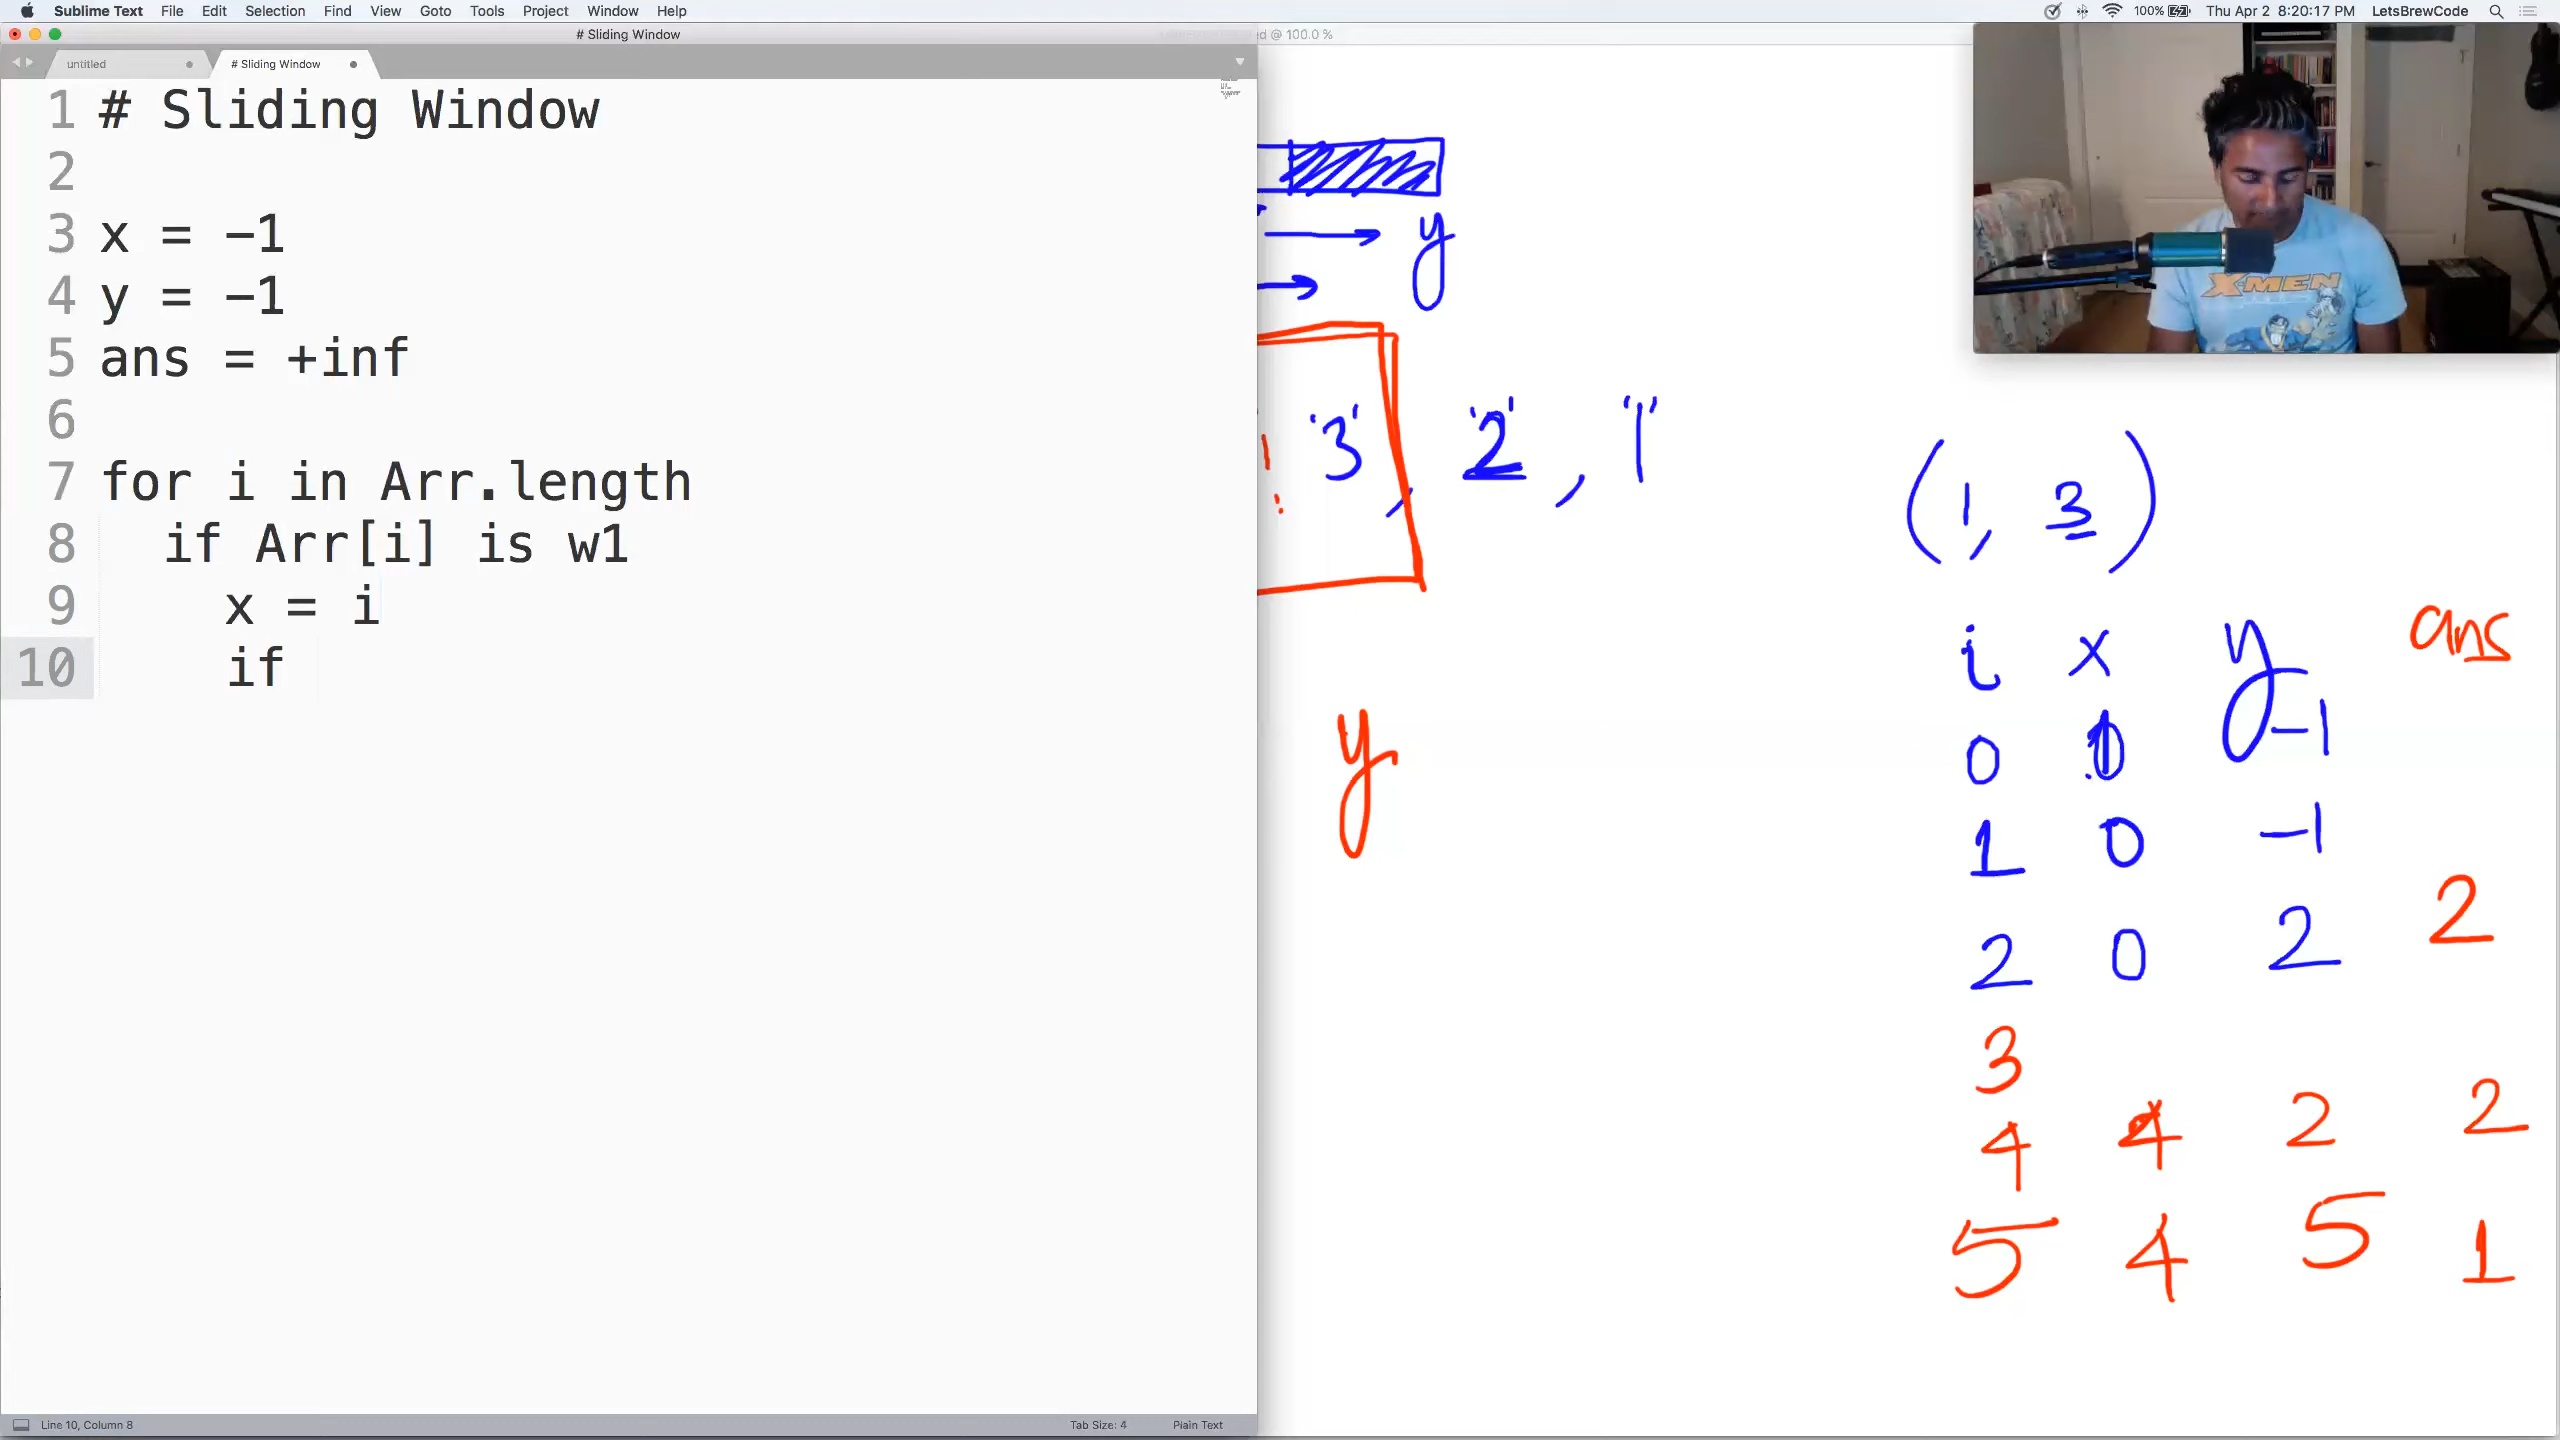 Sublime Text File Edit Selection Find View Goto Tools Project Window Help 100% Thu Apr 2 8:20:17 PM LetsBrewCode
# Sliding Window
ed @ 100.0 %
untitled
# Sliding Window
1 # Sliding Window
2
3 x = -1
4 y = -1
5 ans = +inf
6
7 for i in Arr.length
8 if Arr[i] is w1
9 x = i
10 if
y
'3', '2', '1'
y
(1, 3)
i x y ans
0 0 -1
1 0 -1
2 0 2 2
3
4 4 2 2
5 4 5 1
X-MEN
Line 10, Column 8
Tab Size: 4
Plain Text